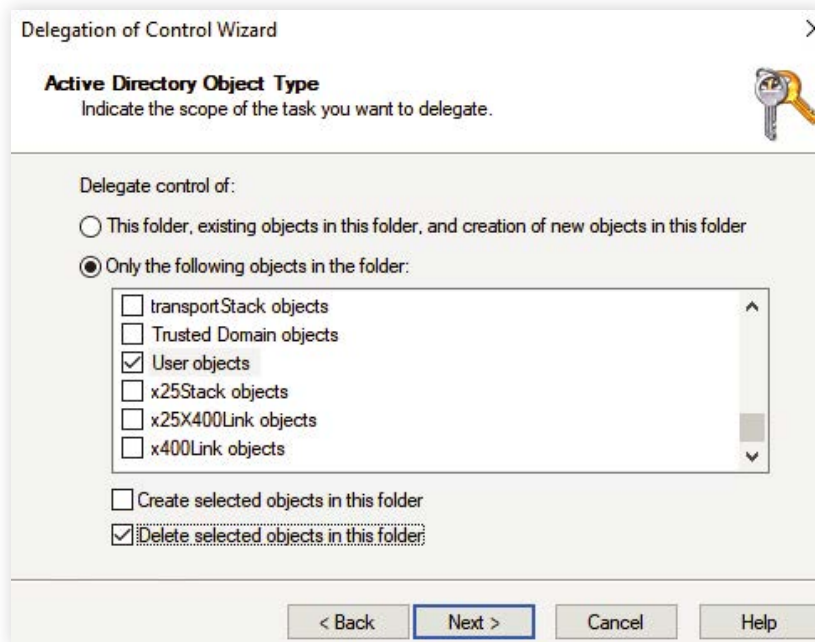 Delegation of Control Wizard
Active Directory Object Type
Indicate the scope of the task you want to delegate.
Delegate control of:
This folder, existing objects in this folder, and creation of new objects in this folder
Only the following objects in the folder:
transportStack objects
Trusted Domain objects
User objects
x25Stack objects
x25X400Link objects
x400Link objects
Create selected objects in this folder
Delete selected objects in this folder
< Back Next > Cancel Help